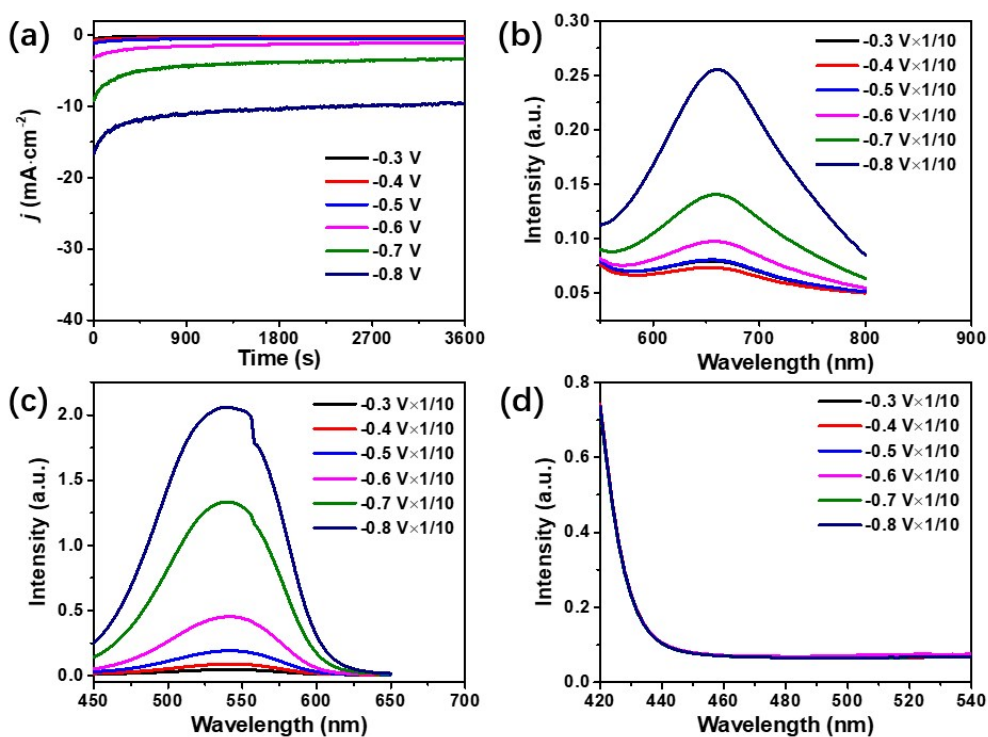 (a)
j (mA·cm⁻²)
0
-10
-20
-30
-40
0
900
1800
2700
3600
Time (s)
-0.3 V
-0.4 V
-0.5 V
-0.6 V
-0.7 V
-0.8 V
(b)
Intensity (a.u.)
0.30
0.25
0.20
0.15
0.10
0.05
600
700
800
900
Wavelength (nm)
-0.3 V×1/10
-0.4 V×1/10
-0.5 V×1/10
-0.6 V×1/10
-0.7 V×1/10
-0.8 V×1/10
(c)
Intensity (a.u.)
2.0
1.5
1.0
0.5
0.0
450
500
550
600
650
700
Wavelength (nm)
-0.3 V×1/10
-0.4 V×1/10
-0.5 V×1/10
-0.6 V×1/10
-0.7 V×1/10
-0.8 V×1/10
(d)
Intensity (a.u.)
0.8
0.6
0.4
0.2
0.0
420
440
460
480
500
520
540
Wavelength (nm)
-0.3 V×1/10
-0.4 V×1/10
-0.5 V×1/10
-0.6 V×1/10
-0.7 V×1/10
-0.8 V×1/10